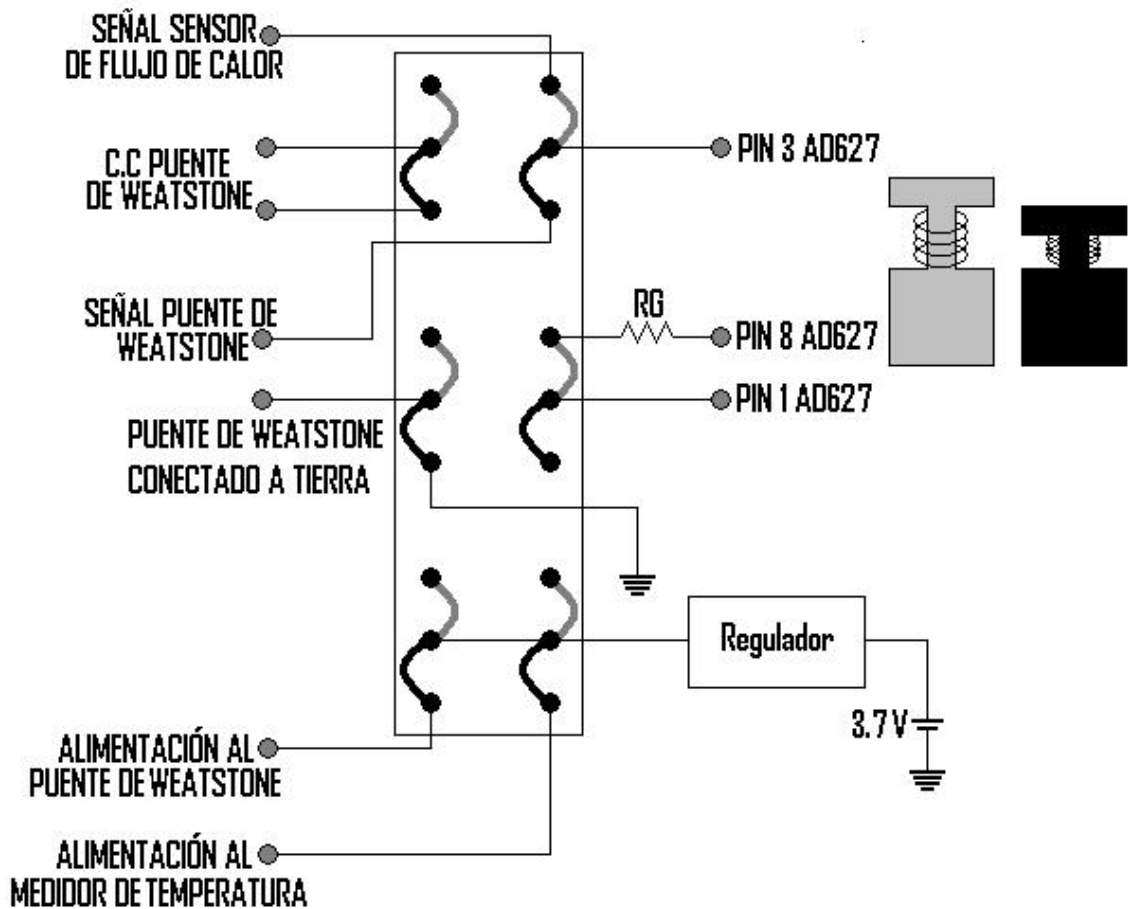 SEÑAL SENSOR
DE FLUJO DE CALOR
C.C PUENTE
DE WEATSTONE
PIN 3 AD627
SEÑAL PUENTE DE
WEATSTONE
RG
PIN 8 AD627
PIN 1 AD627
PUENTE DE WEATSTONE
CONECTADO A TIERRA
Regulador
3.7 V
ALIMENTACIÓN AL
PUENTE DE WEATSTONE
ALIMENTACIÓN AL
MEDIDOR DE TEMPERATURA